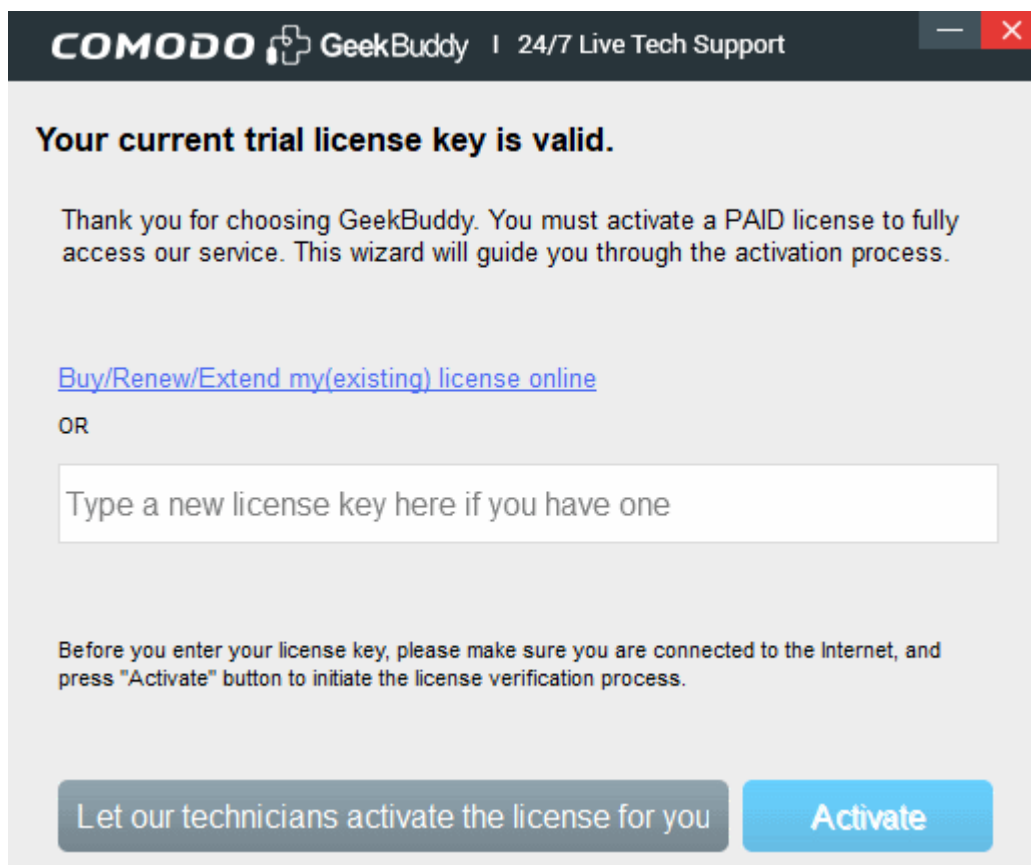 COMODO GeekBuddy | 24/7 Live Tech Support
Your current trial license key is valid.
Thank you for choosing GeekBuddy. You must activate a PAID license to fully
access our service. This wizard will guide you through the activation process.
Buy/Renew/Extend my(existing) license online
OR
Type a new license key here if you have one
Before you enter your license key, please make sure you are connected to the Internet, and
press "Activate" button to initiate the license verification process.
Let our technicians activate the license for you
Activate